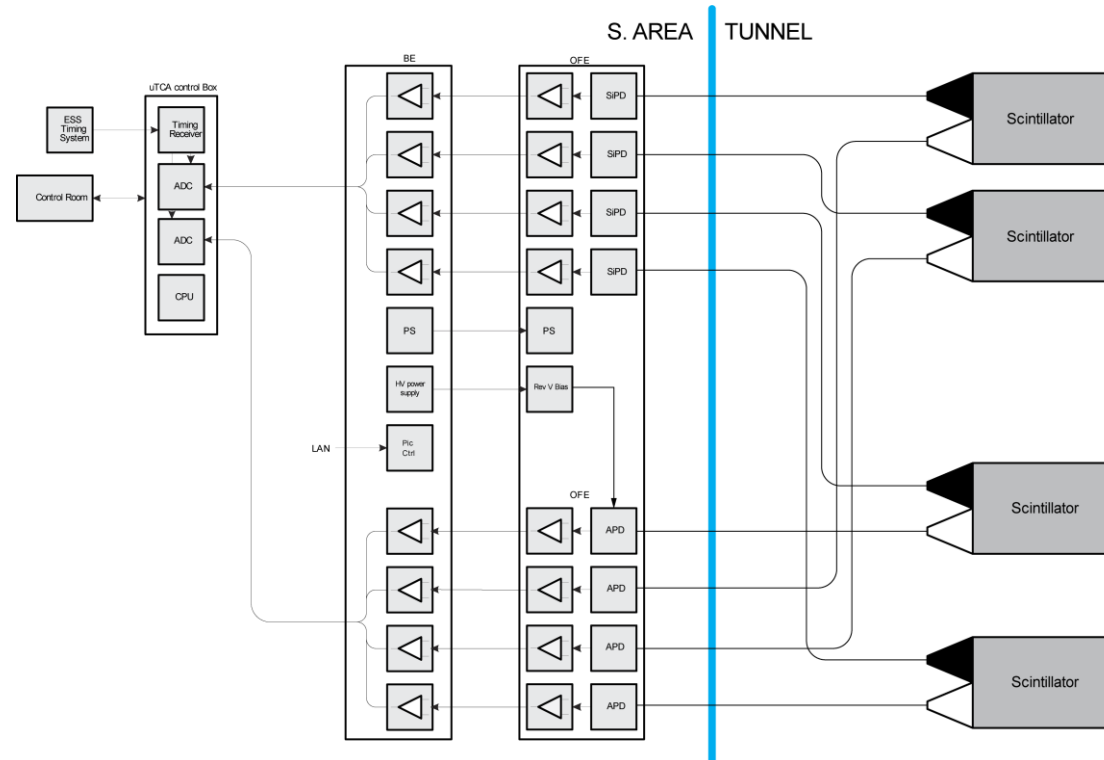 S. AREA
TUNNEL
BE
OFE
uTCA control Box
ESS
Timing
System
Timing
Receiver
Control Room
ADC
ADC
CPU
SiPD
SiPD
SiPD
SiPD
PS
PS
HV power
supply
Rev V Bias
LAN
Pic
Ctrl
OFE
APD
APD
APD
APD
Scintillator
Scintillator
Scintillator
Scintillator